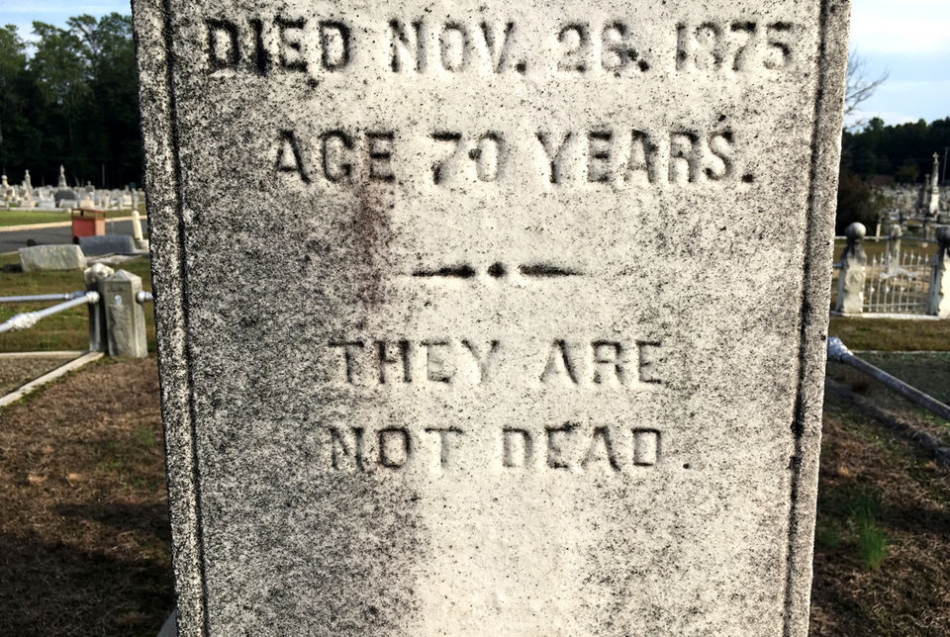 DIED NOV. 26. 1875
AGE 70 YEARS.
THEY ARE
NOT DEAD.